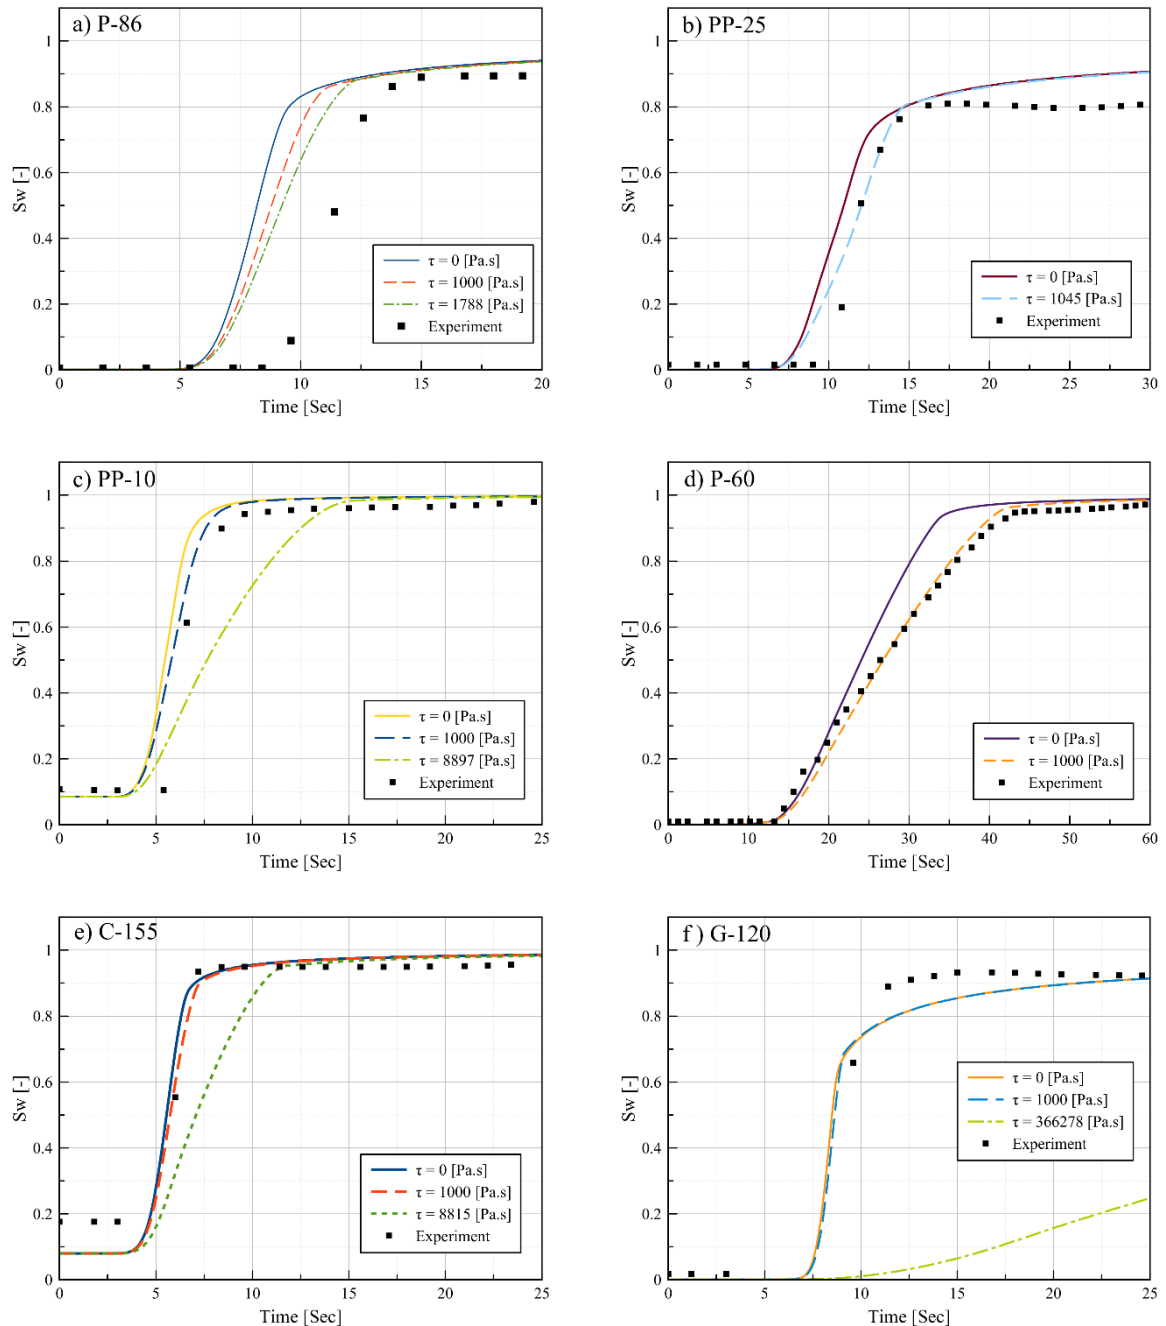 a) P-86
1
0.8
0.6
0.4
0.2
0
Sw [-]
0 5 10 15 20
Time [Sec]
τ = 0 [Pa.s]
τ = 1000 [Pa.s]
τ = 1788 [Pa.s]
Experiment
b) PP-25
1
0.8
0.6
0.4
0.2
0
Sw [-]
0 5 10 15 20 25 30
Time [Sec]
τ = 0 [Pa.s]
τ = 1045 [Pa.s]
Experiment
c) PP-10
1
0.8
0.6
0.4
0.2
0
Sw [-]
0 5 10 15 20 25
Time [Sec]
τ = 0 [Pa.s]
τ = 1000 [Pa.s]
τ = 8897 [Pa.s]
Experiment
d) P-60
1
0.8
0.6
0.4
0.2
0
Sw [-]
0 10 20 30 40 50 60
Time [Sec]
τ = 0 [Pa.s]
τ = 1000 [Pa.s]
Experiment
e) C-155
1
0.8
0.6
0.4
0.2
0
Sw [-]
0 5 10 15 20 25
Time [Sec]
τ = 0 [Pa.s]
τ = 1000 [Pa.s]
τ = 8815 [Pa.s]
Experiment
f) G-120
1
0.8
0.6
0.4
0.2
0
Sw [-]
0 5 10 15 20 25
Time [Sec]
τ = 0 [Pa.s]
τ = 1000 [Pa.s]
τ = 366278 [Pa.s]
Experiment